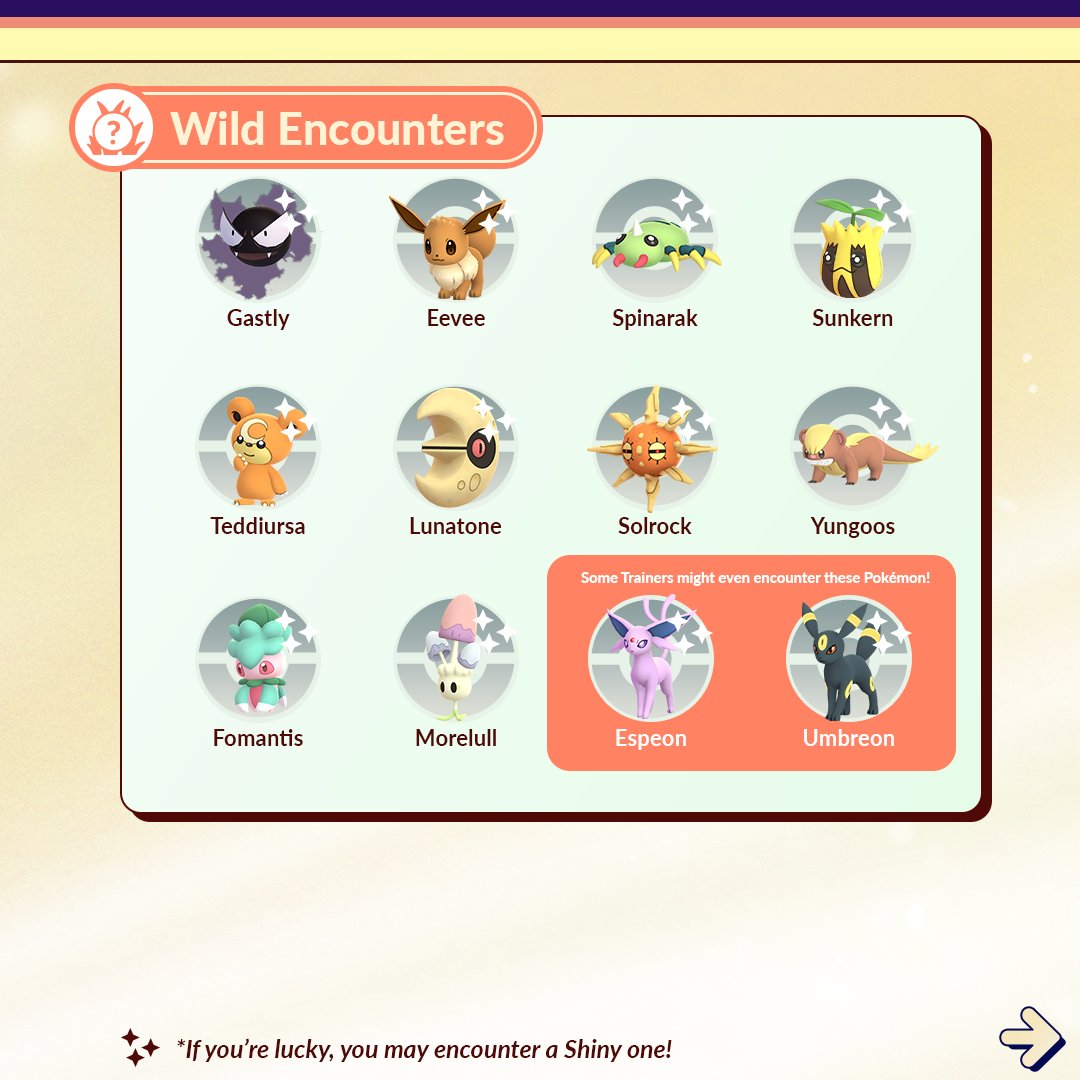 ?
Wild Encounters
Gastly
Eevee
Spinarak
Sunkern
Teddiursa
Lunatone
Solrock
Yungoos
Some Trainers might even encounter these Pokémon!
Fomantis
Morelull
Espeon
Umbreon
*If you're lucky, you may encounter a Shiny one!